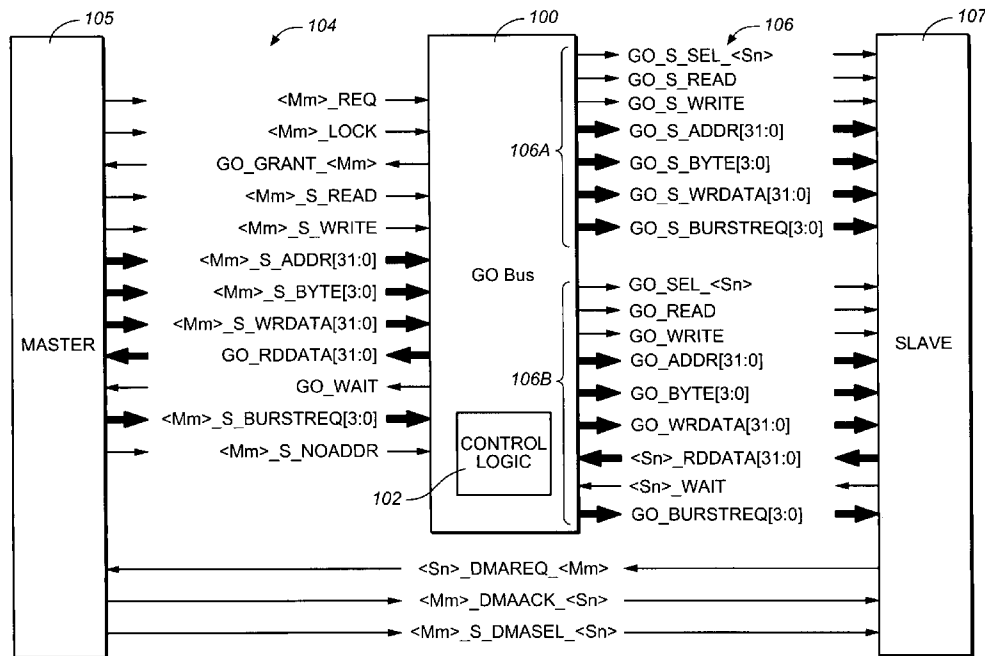 105
104
100
106
107
MASTER
<Mm>_REQ
<Mm>_LOCK
GO_GRANT_<Mm>
<Mm>_S_READ
<Mm>_S_WRITE
<Mm>_S_ADDR[31:0]
<Mm>_S_BYTE[3:0]
<Mm>_S_WRDATA[31:0]
GO_RDDATA[31:0]
GO_WAIT
<Mm>_S_BURSTREQ[3:0]
<Mm>_S_NOADDR
GO Bus
CONTROL
LOGIC
102
106A
106B
GO_S_SEL_<Sn>
GO_S_READ
GO_S_WRITE
GO_S_ADDR[31:0]
GO_S_BYTE[3:0]
GO_S_WRDATA[31:0]
GO_S_BURSTREQ[3:0]
GO_SEL_<Sn>
GO_READ
GO_WRITE
GO_ADDR[31:0]
GO_BYTE[3:0]
GO_WRDATA[31:0]
<Sn>_RDDATA[31:0]
<Sn>_WAIT
GO_BURSTREQ[3:0]
SLAVE
<Sn>_DMAREQ_<Mm>
<Mm>_DMAACK_<Sn>
<Mm>_S_DMASEL_<Sn>